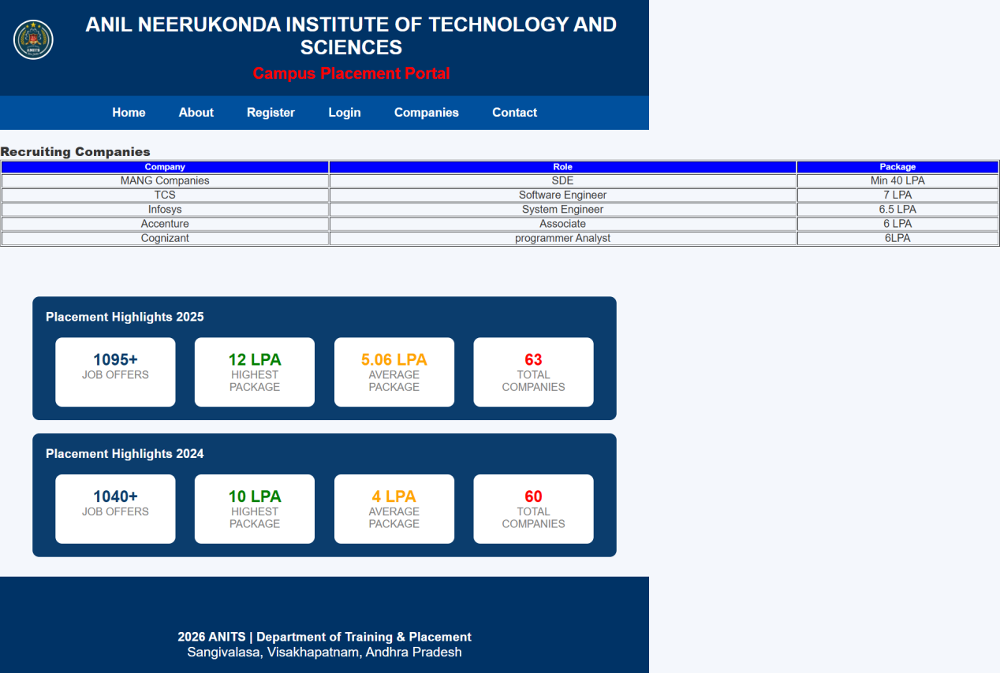 ANITS
ANIL NEERUKONDA INSTITUTE OF TECHNOLOGY AND
SCIENCES
Campus Placement Portal
Home About Register Login Companies Contact
Recruiting Companies
Company Role Package
MANG Companies SDE Min 40 LPA
TCS Software Engineer 7 LPA
Infosys System Engineer 6.5 LPA
Accenture Associate 6 LPA
Cognizant programmer Analyst 6LPA
Placement Highlights 2025
1095+
JOB OFFERS
12 LPA
HIGHEST
PACKAGE
5.06 LPA
AVERAGE
PACKAGE
63
TOTAL
COMPANIES
Placement Highlights 2024
1040+
JOB OFFERS
10 LPA
HIGHEST
PACKAGE
4 LPA
AVERAGE
PACKAGE
60
TOTAL
COMPANIES
2026 ANITS | Department of Training & Placement
Sangivalasa, Visakhapatnam, Andhra Pradesh